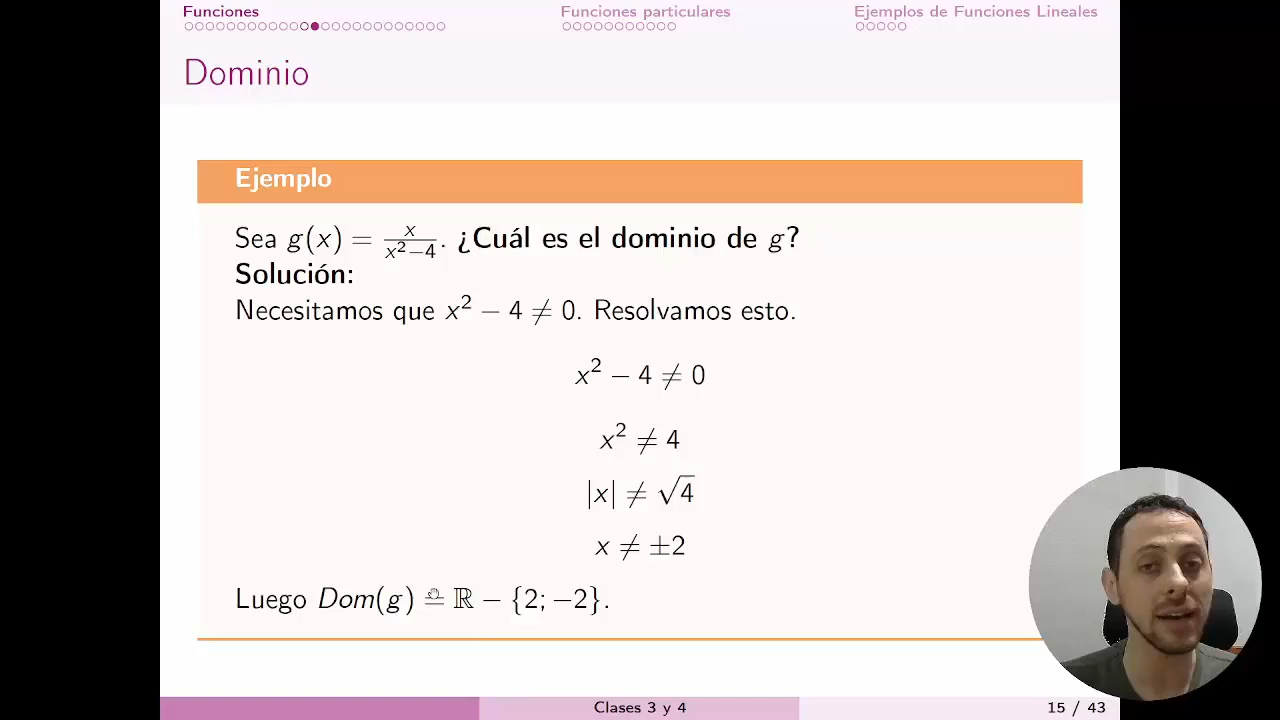 Funciones
Funciones particulares
Ejemplos de Funciones Lineales
Dominio
Ejemplo
Sea g(x) = x/(x² − 4). ¿Cuál es el dominio de g?
Solución:
Necesitamos que x² − 4 ≠ 0. Resolvamos esto.
x² − 4 ≠ 0
x² ≠ 4
|x| ≠ √4
x ≠ ±2
Luego Dom(g) = ℝ − {2; −2}.
Clases 3 y 4
15 / 43